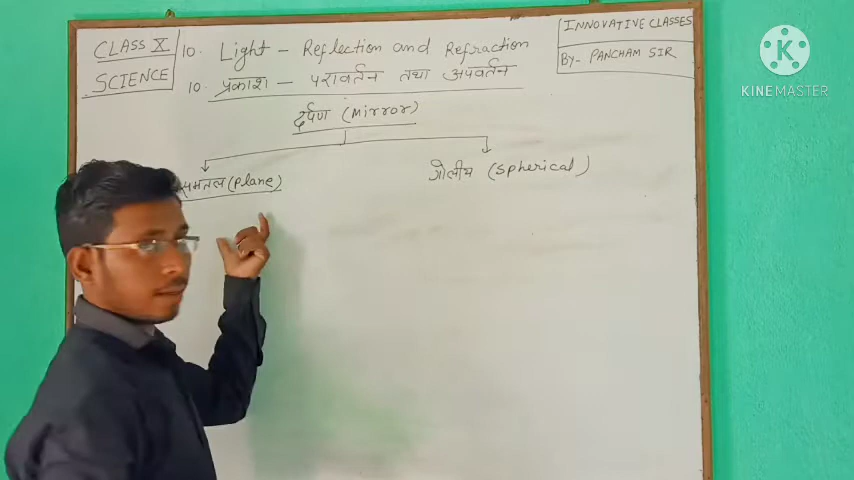 CLASS X
SCIENCE
10. Light - Reflection and Refraction
10. प्रकाश - परावर्तन तथा अपवर्तन
INNOVATIVE CLASSES
By- PANCHAM SIR
K
KINEMASTER
दर्पण (Mirror)
समतल (Plane)
गोलीय (Spherical)